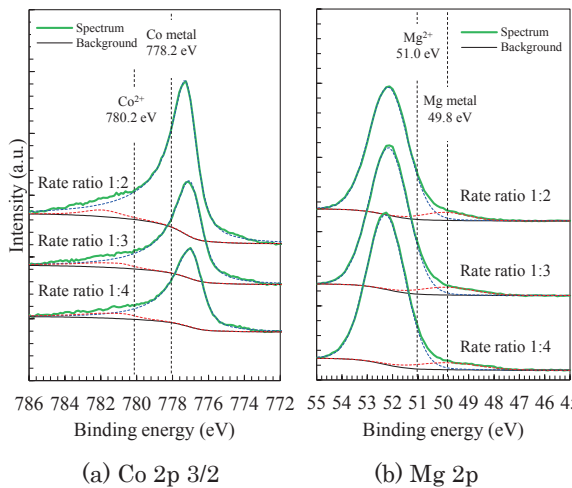 Spectrum
Background
Co metal
778.2 eV
Co2+
780.2 eV
Rate ratio 1:2
Rate ratio 1:3
Rate ratio 1:4
Intensity (a.u.)
786 784 782 780 778 776 774 772
Binding energy (eV)
(a) Co 2p 3/2
Spectrum
Background
Mg2+
51.0 eV
Mg metal
49.8 eV
Rate ratio 1:2
Rate ratio 1:3
Rate ratio 1:4
55 54 53 52 51 50 49 48 47 46
Binding energy (eV)
(b) Mg 2p